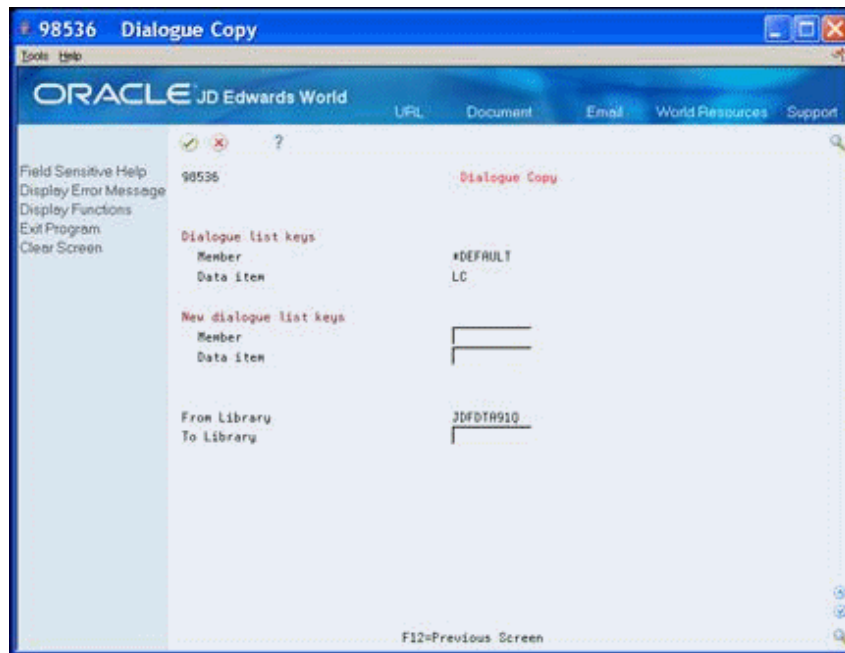 98536 Dialogue Copy
Tools Help
ORACLE JD Edwards World
URL Document Email World Resources Support
?
Field Sensitive Help
Display Error Message
Display Functions
Exit Program
Clear Screen
98536 Dialogue Copy
Dialogue list keys
Member *DEFAULT
Data item LC
New dialogue list keys
Member
Data item
From Library JDFDTA91Q
To Library
F12=Previous Screen